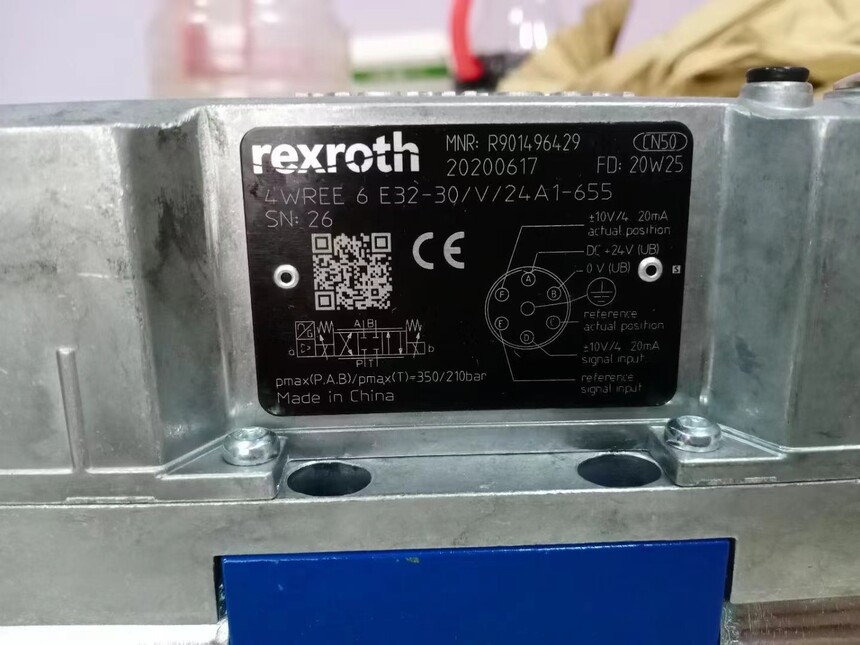 rexroth
MNR: R901496429
CN50
20200617
FD: 20W25
4WREE 6 E32-30/V/24A1-655
SN: 26
±10V/4 20mA
actual position
DC +24V (UB)
0 V (UB)
reference
actual position
±10V/4 20mA
signal input
reference
signal input
F
A
B
E
C
D
CE
S
A B
a
b
P T
pmax(P,A,B)/pmax(T)=350/210bar
Made in China